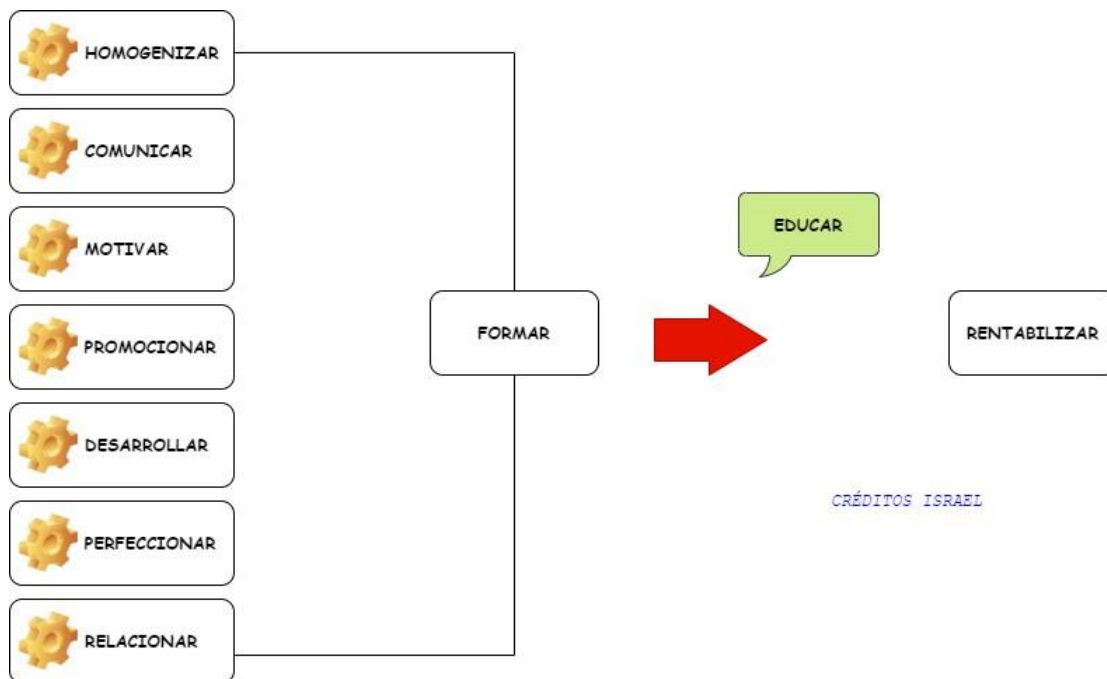 HOMOGENIZAR
COMUNICAR
MOTIVAR
PROMOCIONAR
DESARROLLAR
PERFECCIONAR
RELACIONAR
FORMAR
EDUCAR
RENTABILIZAR
CRÉDITOS ISRAEL